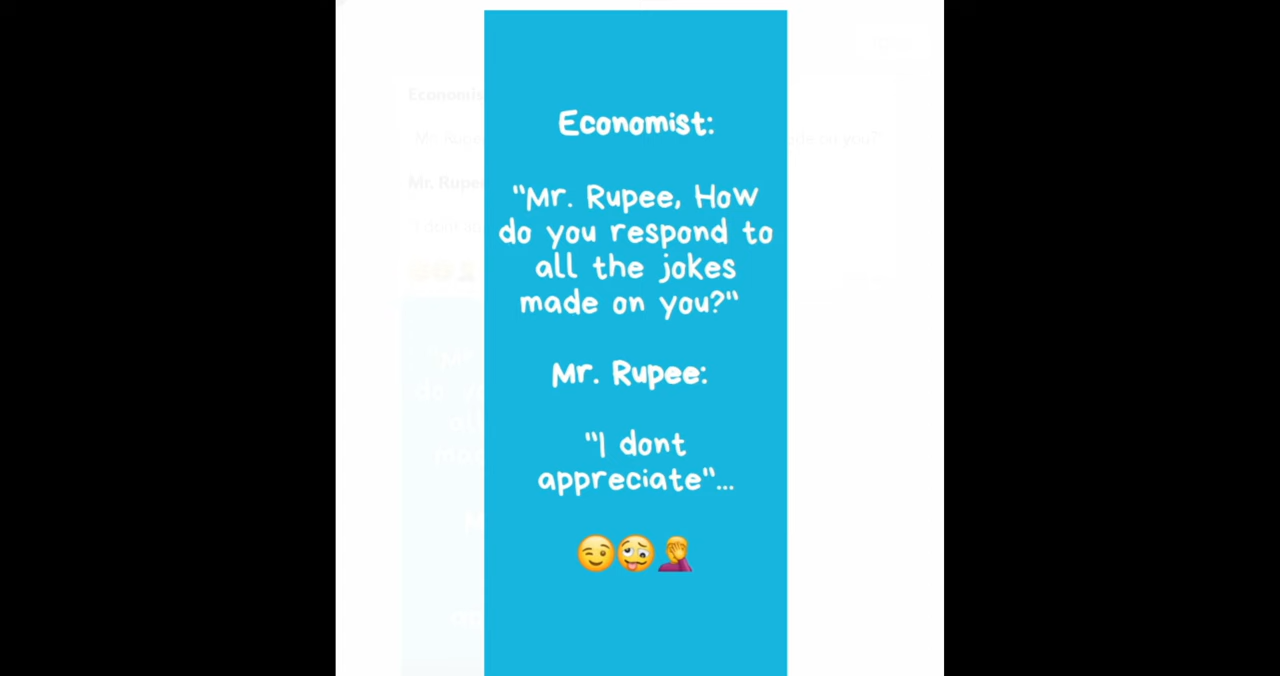 Economist:
"Mr. Rupee, How
do you respond to
all the jokes
made on you?"
Mr. Rupee:
"I dont
appreciate"...